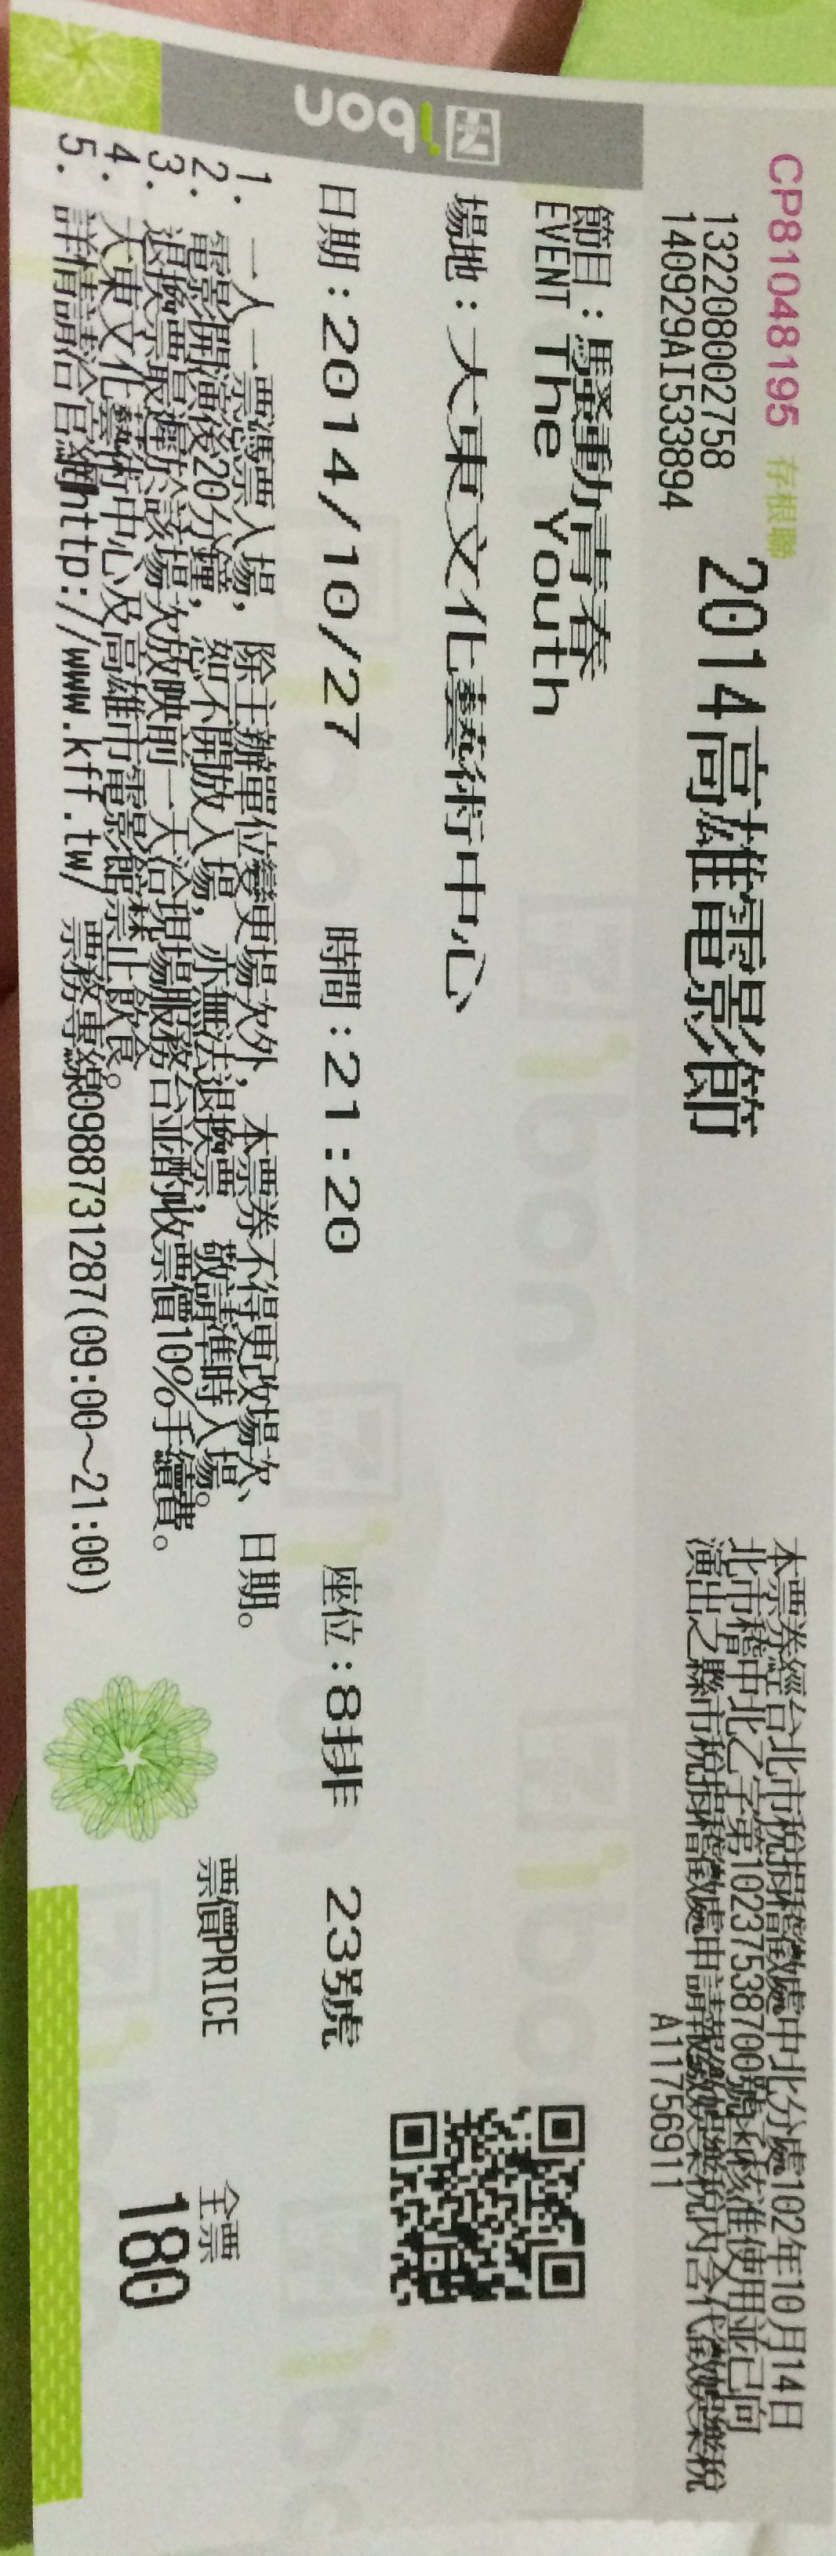 CP81048195 存根聯
132208002758
140929AI533894
2014高雄電影節
本票券經台北市稅捐稽徵處中北分處102年10月14日
北市稽中北乙字第10237538700號函核准使用並已向
演出之縣市稅捐稽徵處申請報繳娛樂稅內含代徵娛樂稅
A11756911
節目:騷動青春
EVENT The Youth
場地:大東文化藝術中心
日期:2014/10/27 時間:21:20 座位:8排 23號
ibon
1. 一人一票憑票入場, 除主辦單位變更場次外, 本票券不得更改場次、日期。
2. 電影開演後20分鐘, 恕不開放入場, 亦無法退換票, 敬請準時入場。
3. 退換票最遲於該場次放映前一天洽現場服務台並酌收票價10%手續費。
4. 大東文化藝術中心及高雄市電影館禁止飲食。
5. 詳情請洽官網http://www.kff.tw/ 票務專線0988731287(09:00~21:00)
票價PRICE 全票
180